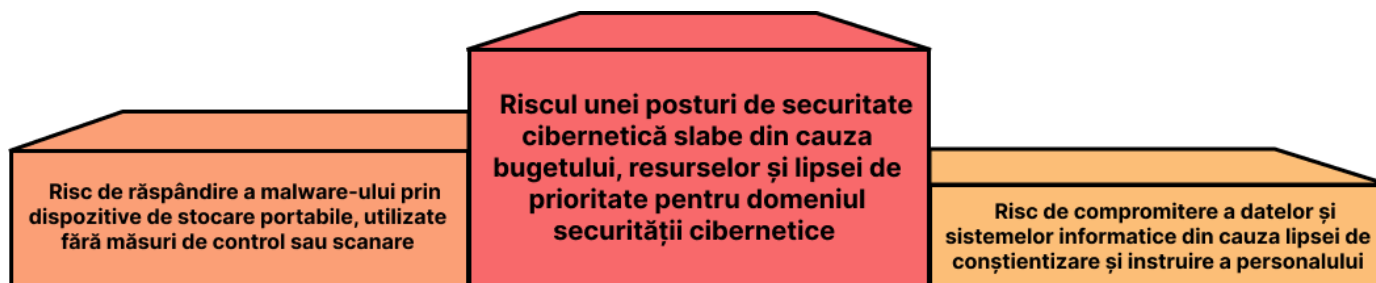 Risc de răspândire a malware-ului prin
dispozitive de stocare portabile, utilizate
fără măsuri de control sau scanare
Riscul unei posturi de securitate
cibernetică slabe din cauza
bugetului, resurselor și lipsei de
prioritate pentru domeniul
securității cibernetice
Risc de compromitere a datelor și
sistemelor informatice din cauza lipsei de
conștientizare și instruire a personalului